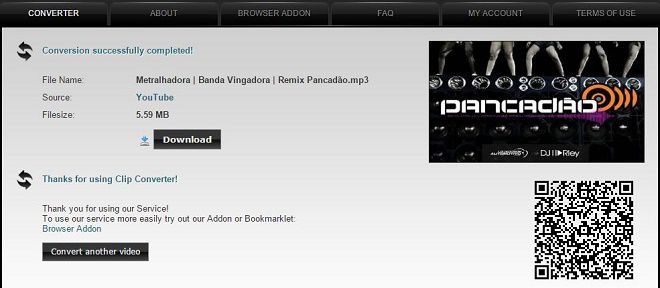 CONVERTER
ABOUT
BROWSER ADDON
FAQ
MY ACCOUNT
TERMS OF USE
Conversion successfully completed!
File Name: Metralhadora | Banda Vingadora | Remix Pancadão.mp3
Source: YouTube
Filesize: 5.59 MB
Download
PANCADÃO
Thanks for using Clip Converter!
Thank you for using our Service!
To use our service more easily try out our Addon or Bookmarklet:
Browser Addon
Convert another video